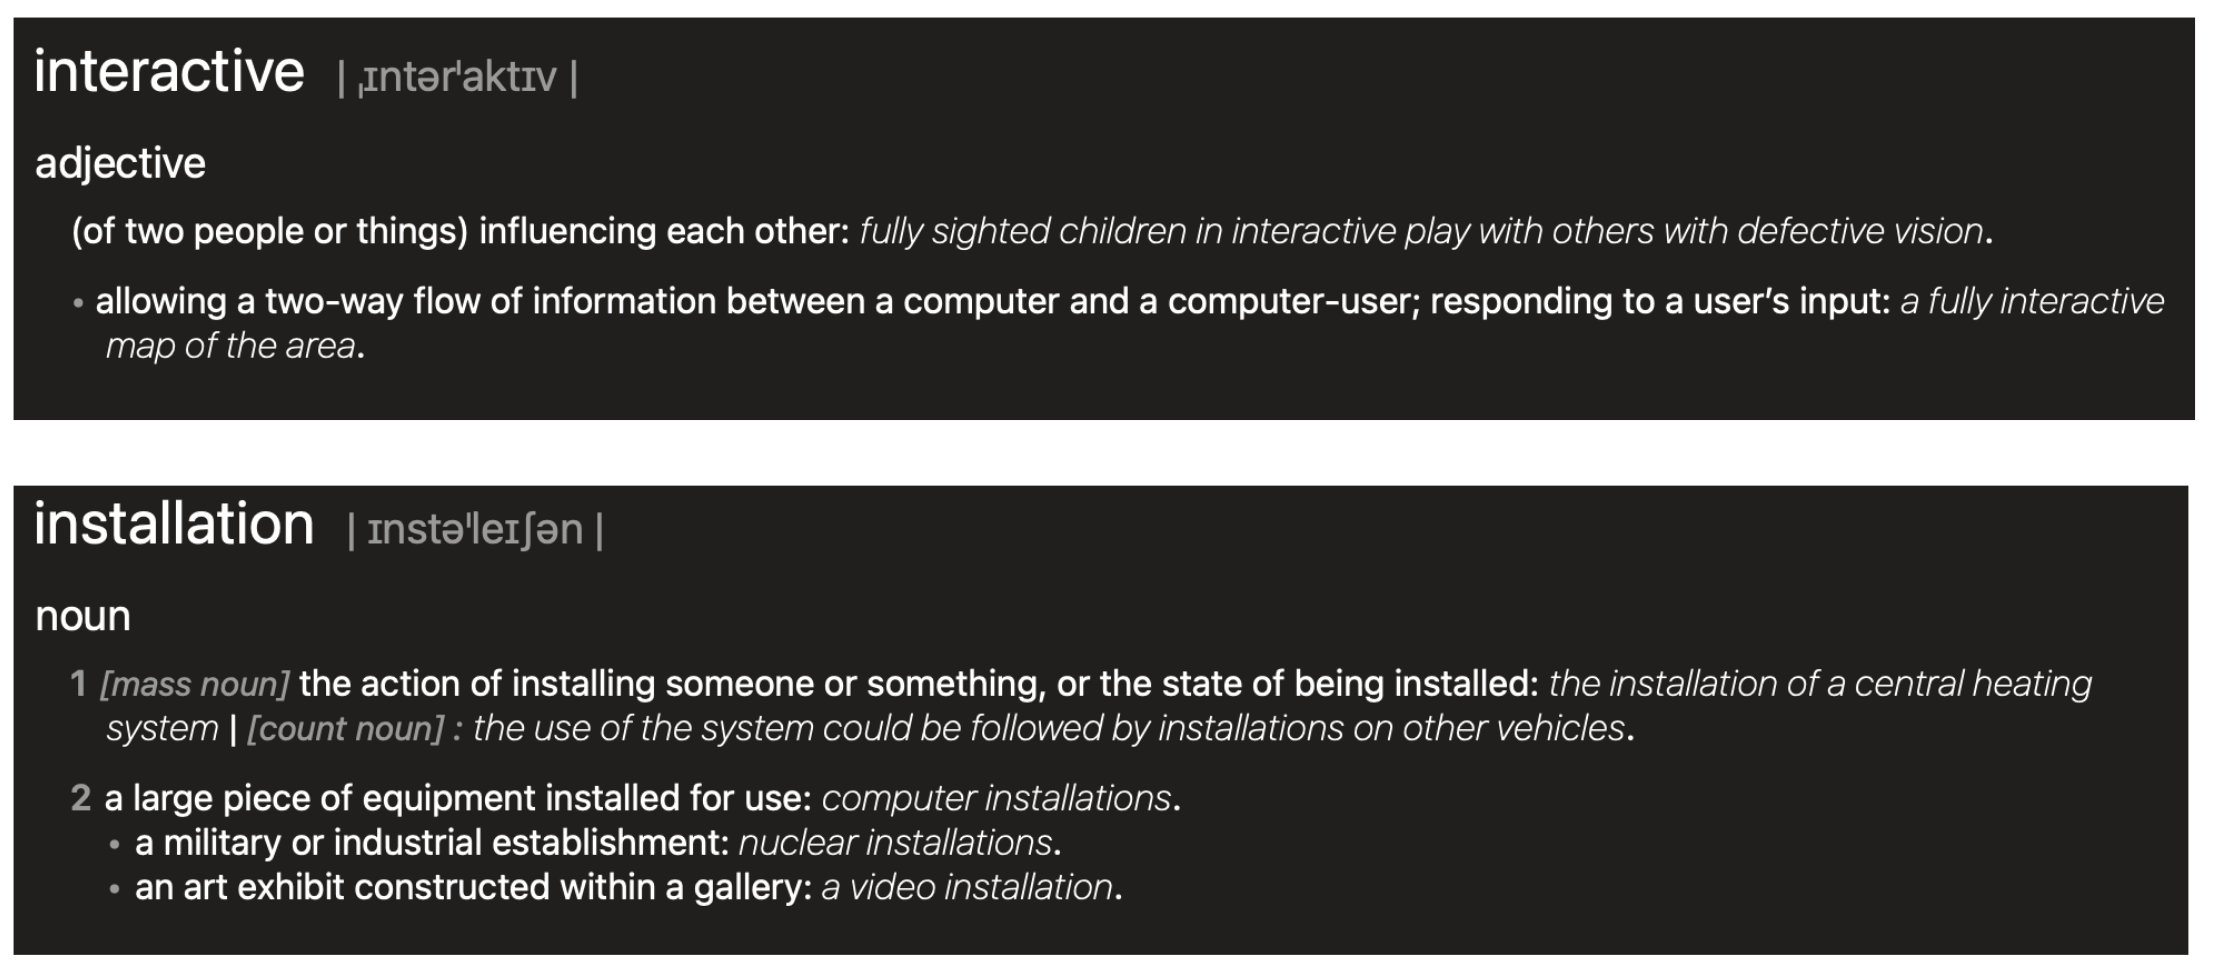 interactive | ˌɪntərˈaktɪv |
adjective
(of two people or things) influencing each other: fully sighted children in interactive play with others with defective vision.
• allowing a two-way flow of information between a computer and a computer-user; responding to a user’s input: a fully interactive
map of the area.
installation | ɪnstəˈleɪʃən |
noun
1 [mass noun] the action of installing someone or something, or the state of being installed: the installation of a central heating
system | [count noun] : the use of the system could be followed by installations on other vehicles.
2 a large piece of equipment installed for use: computer installations.
• a military or industrial establishment: nuclear installations.
• an art exhibit constructed within a gallery: a video installation.